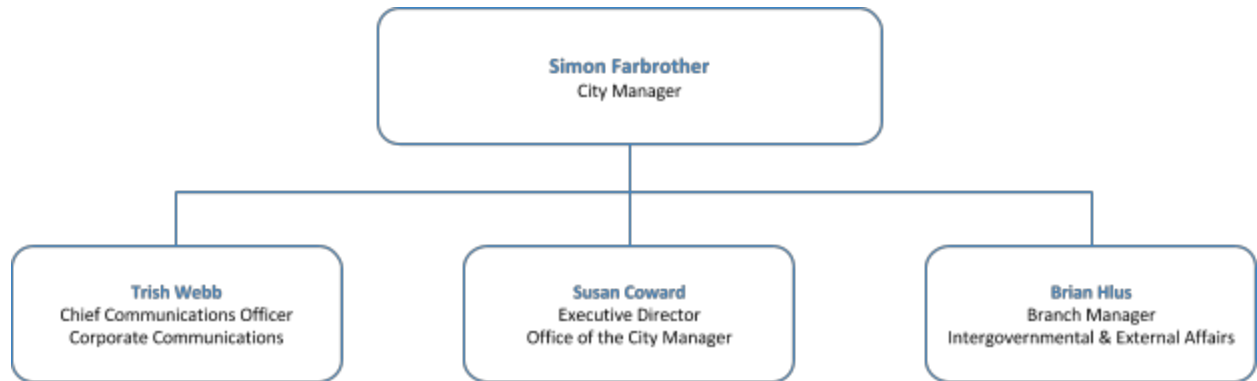 Simon Farbrother
City Manager
Trish Webb
Chief Communications Officer
Corporate Communications
Susan Coward
Executive Director
Office of the City Manager
Brian Hlus
Branch Manager
Intergovernmental & External Affairs